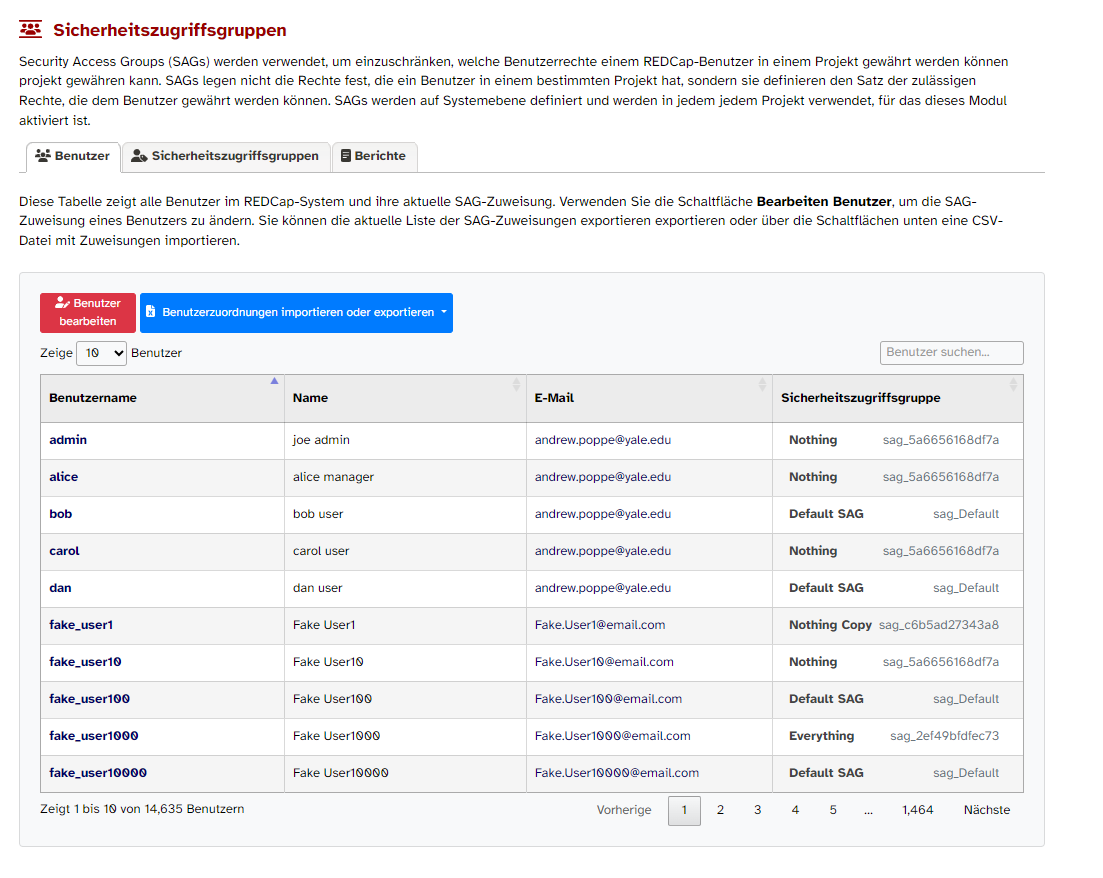 Sicherheitszugriffsgruppen
Security Access Groups (SAGs) werden verwendet, um einzuschränken, welche Benutzerrechte einem REDCap-Benutzer in einem Projekt gewährt werden können
projekt gewähren kann. SAGs legen nicht die Rechte fest, die ein Benutzer in einem bestimmten Projekt hat, sondern sie definieren den Satz der zulässigen
Rechte, die dem Benutzer gewährt werden können. SAGs werden auf Systemebene definiert und werden in jedem jedem Projekt verwendet, für das dieses Modul
aktiviert ist.
Benutzer Sicherheitszugriffsgruppen Berichte
Diese Tabelle zeigt alle Benutzer im REDCap-System und ihre aktuelle SAG-Zuweisung. Verwenden Sie die Schaltfläche Bearbeiten Benutzer, um die SAG-
Zuweisung eines Benutzers zu ändern. Sie können die aktuelle Liste der SAG-Zuweisungen exportieren exportieren oder über die Schaltflächen unten eine CSV-
Datei mit Zuweisungen importieren.
Benutzer
bearbeiten
Benutzerzuordnungen importieren oder exportieren
Zeige 10 Benutzer
Benutzer suchen...
Benutzername Name E-Mail Sicherheitszugriffsgruppe
admin joe admin andrew.poppe@yale.edu Nothing sag_5a6656168df7a
alice alice manager andrew.poppe@yale.edu Nothing sag_5a6656168df7a
bob bob user andrew.poppe@yale.edu Default SAG sag_Default
carol carol user andrew.poppe@yale.edu Nothing sag_5a6656168df7a
dan dan user andrew.poppe@yale.edu Default SAG sag_Default
fake_user1 Fake User1 Fake.User1@email.com Nothing Copy sag_c6b5ad27343a8
fake_user10 Fake User10 Fake.User10@email.com Nothing sag_5a6656168df7a
fake_user100 Fake User100 Fake.User100@email.com Default SAG sag_Default
fake_user1000 Fake User1000 Fake.User1000@email.com Everything sag_2ef49bfdfec73
fake_user10000 Fake User10000 Fake.User10000@email.com Default SAG sag_Default
Zeigt 1 bis 10 von 14,635 Benutzern
Vorherige 1 2 3 4 5 ... 1,464 Nächste